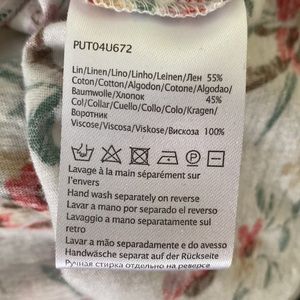 PUT04U672
Lin/Linen/Lino/Linho/Leinen/Лен 55%
Coton/Cotton/Algodon/Cotone/Algodao/
Baumwolle/Хлопок
45%
Col/Collar/Cuello/Collo/Colo/Kragen/
Воротник
Viscose/Viscosa/Viskose/Вискоза 100%
Lavage à la main séparément sur
l'envers
Hand wash separately on reverse
Lavar a mano por separado el reverso
Lavaggio a mano separatamente sul
retro
Lavar a mão separadamente e do avesso
Handwäsche separat auf der Rückseite
Ручная стирка отдельно на реверсе